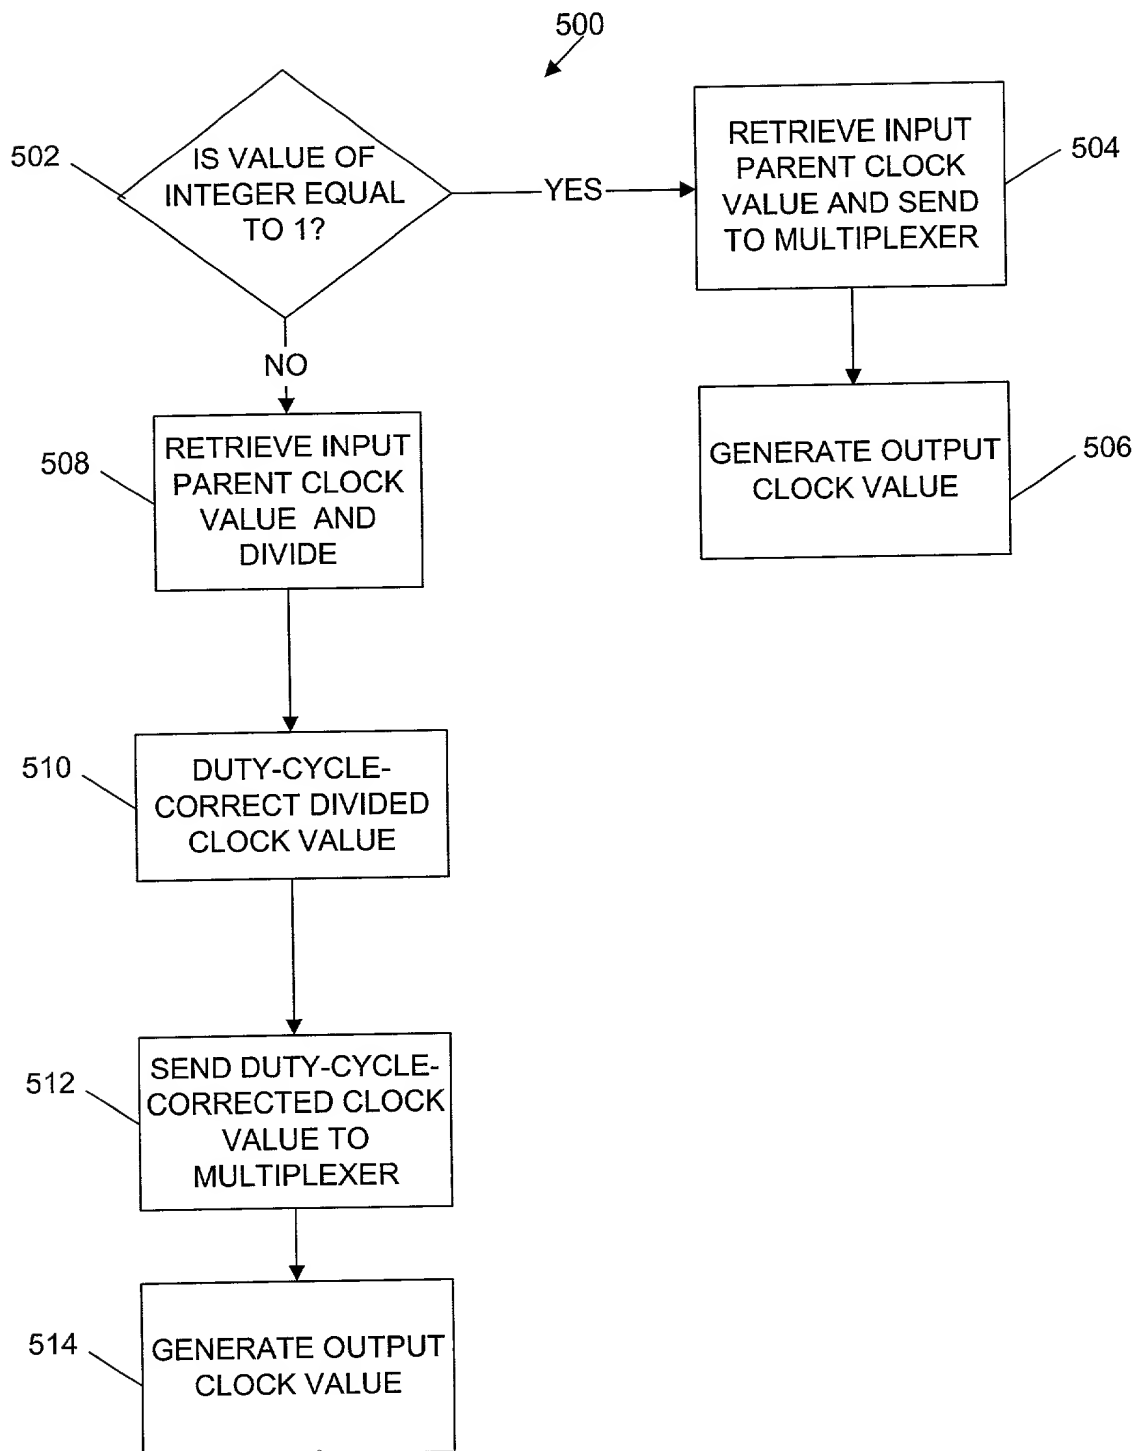 500
502
IS VALUE OF
INTEGER EQUAL
TO 1?
YES
RETRIEVE INPUT
PARENT CLOCK
VALUE AND SEND
TO MULTIPLEXER
504
NO
GENERATE OUTPUT
CLOCK VALUE
506
508
RETRIEVE INPUT
PARENT CLOCK
VALUE AND
DIVIDE
510
DUTY-CYCLE-
CORRECT DIVIDED
CLOCK VALUE
512
SEND DUTY-CYCLE-
CORRECTED CLOCK
VALUE TO
MULTIPLEXER
514
GENERATE OUTPUT
CLOCK VALUE